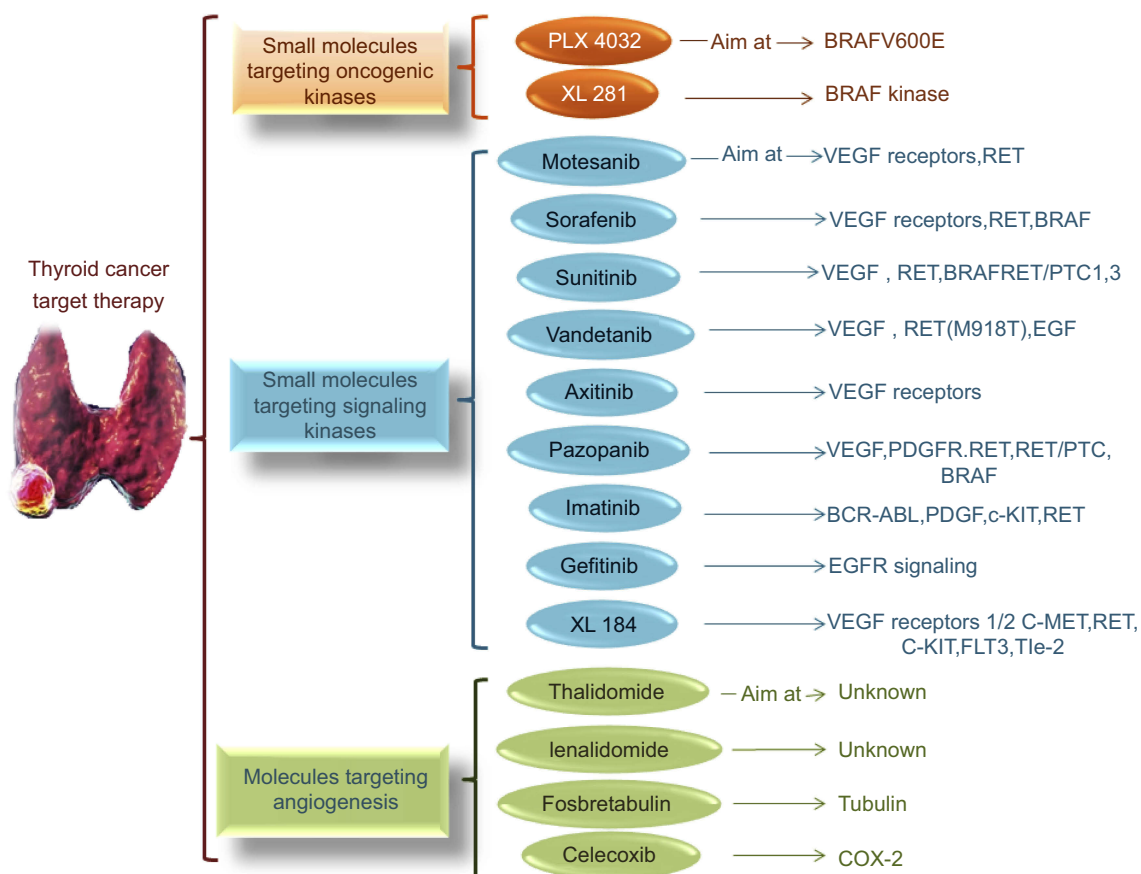 Thyroid cancer
target therapy
Small molecules
targeting oncogenic
kinases
PLX 4032
Aim at
BRAFV600E
XL 281
BRAF kinase
Small molecules
targeting signaling
kinases
Motesanib
Aim at
VEGF receptors,RET
Sorafenib
VEGF receptors,RET,BRAF
Sunitinib
VEGF , RET,BRAFRET/PTC1,3
Vandetanib
VEGF , RET(M918T),EGF
Axitinib
VEGF receptors
Pazopanib
VEGF,PDGFR.RET,RET/PTC,
BRAF
Imatinib
BCR-ABL,PDGF,c-KIT,RET
Gefitinib
EGFR signaling
XL 184
VEGF receptors 1/2 C-MET,RET,
C-KIT,FLT3,TIe-2
Molecules targeting
angiogenesis
Thalidomide
Aim at
Unknown
lenalidomide
Unknown
Fosbretabulin
Tubulin
Celecoxib
COX-2